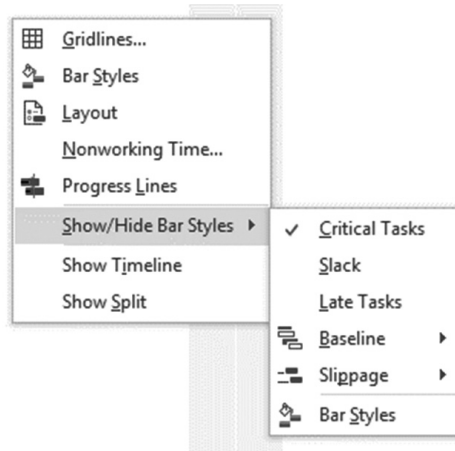 Gridlines...
Bar Styles
Layout
Nonworking Time...
Progress Lines
Show/Hide Bar Styles
Show Timeline
Show Split
Critical Tasks
Slack
Late Tasks
Baseline
Slippage
Bar Styles